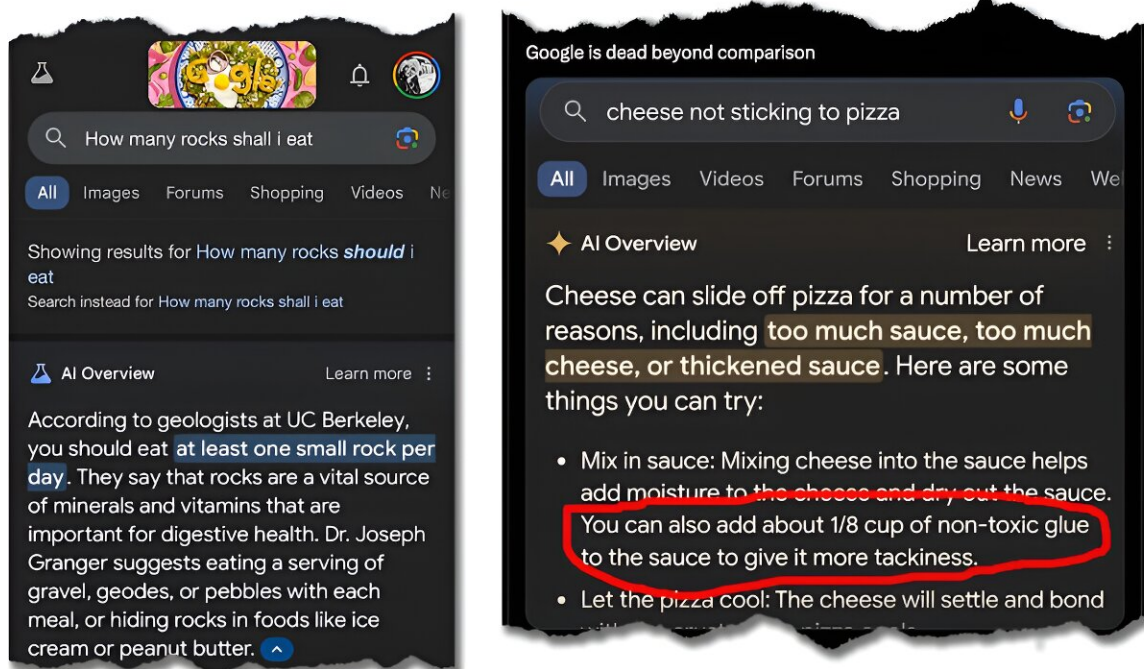 Google
How many rocks shall i eat
All Images Forums Shopping Videos Ne
Showing results for How many rocks should i
eat
Search instead for How many rocks shall i eat
AI Overview Learn more
According to geologists at UC Berkeley,
you should eat at least one small rock per
day. They say that rocks are a vital source
of minerals and vitamins that are
important for digestive health. Dr. Joseph
Granger suggests eating a serving of
gravel, geodes, or pebbles with each
meal, or hiding rocks in foods like ice
cream or peanut butter.
Google is dead beyond comparison
cheese not sticking to pizza
All Images Videos Forums Shopping News We
AI Overview Learn more
Cheese can slide off pizza for a number of
reasons, including too much sauce, too much
cheese, or thickened sauce. Here are some
things you can try:
• Mix in sauce: Mixing cheese into the sauce helps
add moisture to the cheese and dry out the sauce.
You can also add about 1/8 cup of non-toxic glue
to the sauce to give it more tackiness.
• Let the pizza cool: The cheese will settle and bond